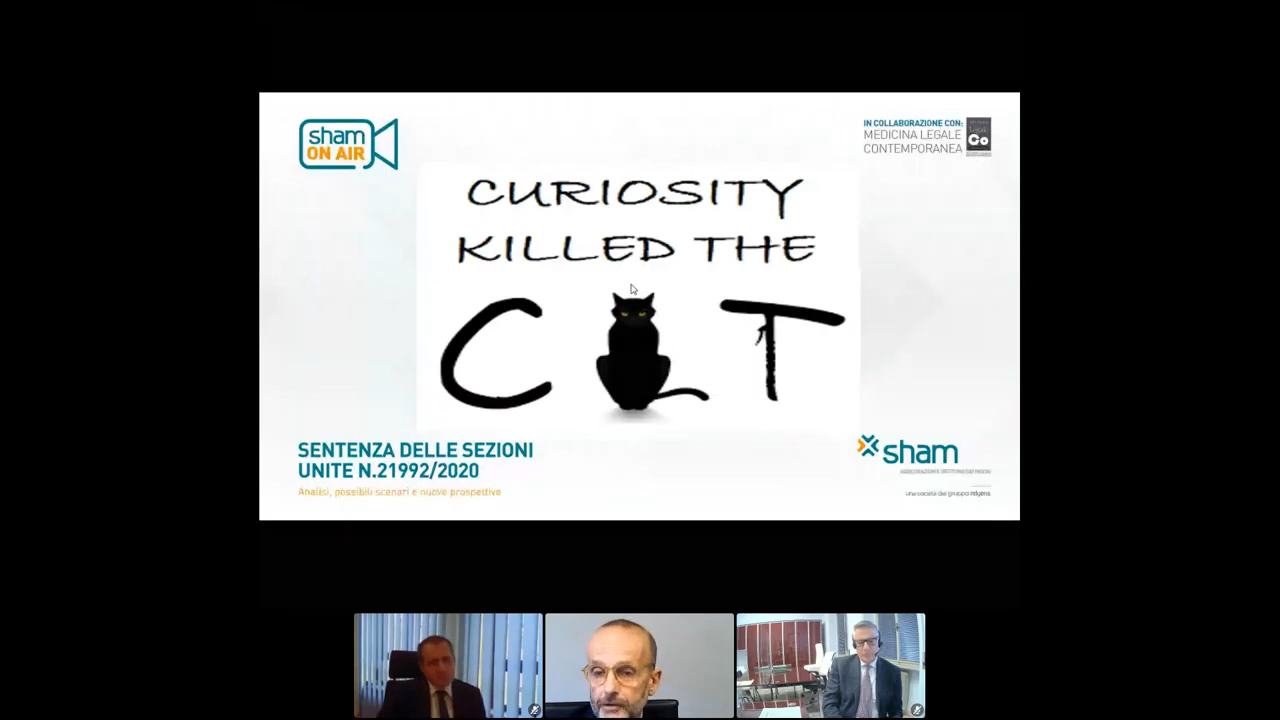 sham
ON AIR
IN COLLABORAZIONE CON:
MEDICINA LEGALE
CONTEMPORANEA
Co
CURIOSITY
KILLED THE
C T
SENTENZA DELLE SEZIONI
UNITE N.21992/2020
Analisi, possibili scenari e nuove prospettive
sham
una società del gruppo relyens